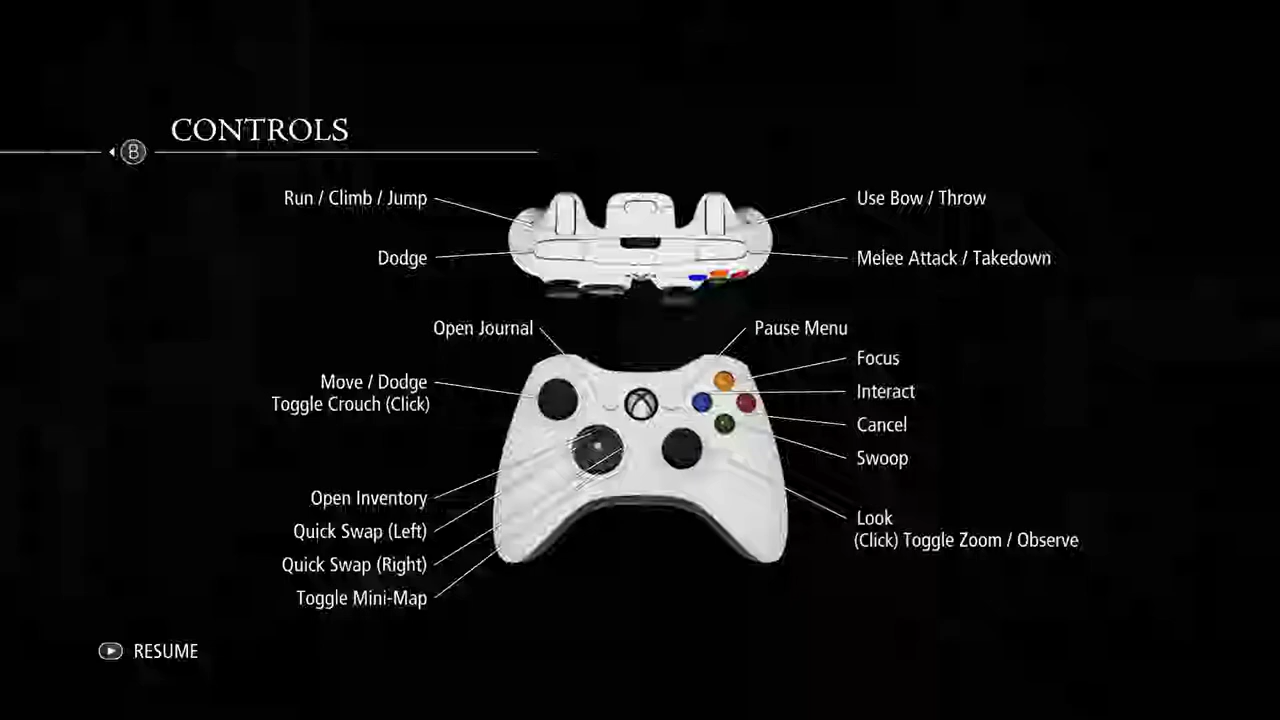 CONTROLS
B
Run / Climb / Jump
Use Bow / Throw
Dodge
Melee Attack / Takedown
Open Journal
Pause Menu
Focus
Move / Dodge
Toggle Crouch (Click)
Interact
Cancel
Swoop
Open Inventory
Quick Swap (Left)
Quick Swap (Right)
Toggle Mini-Map
Look
(Click) Toggle Zoom / Observe
RESUME